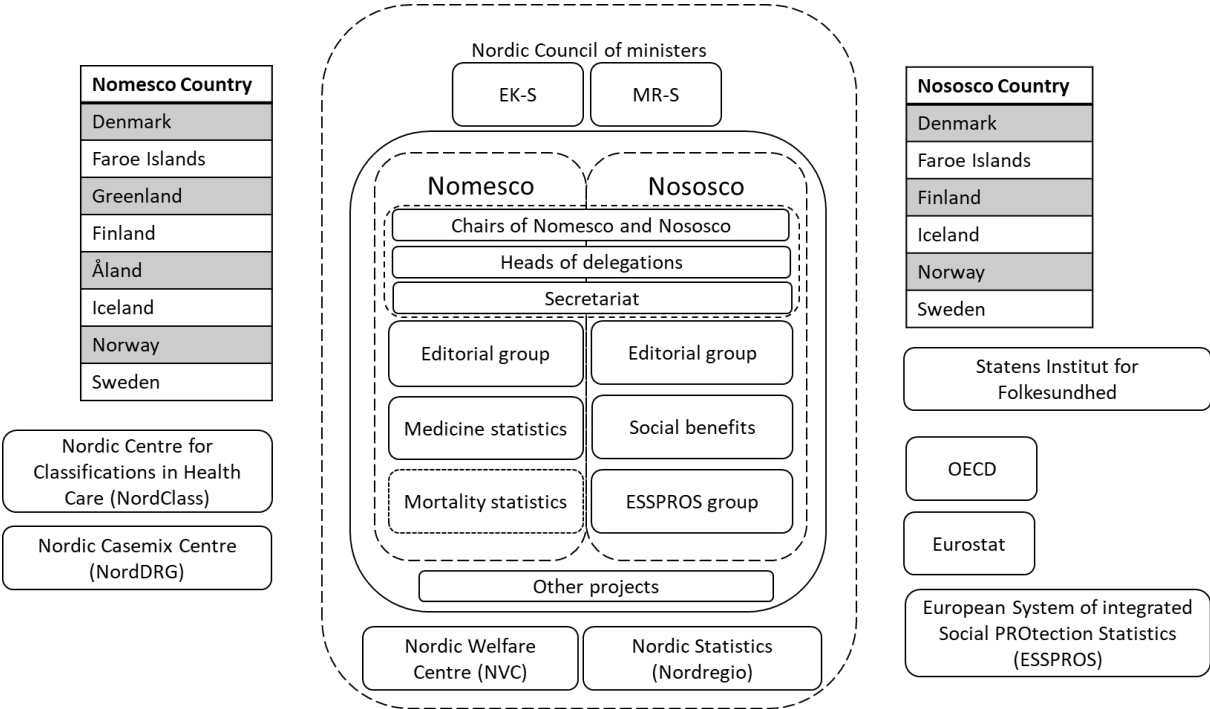 Nomesco Country
Denmark
Faroe Islands
Greenland
Finland
Åland
Iceland
Norway
Sweden
Nordic Centre for
Classifications in Health
Care (NordClass)
Nordic Casemix Centre
(NordDRG)
Nordic Council of ministers
EK-S
MR-S
Nomesco
Nososco
Chairs of Nomesco and Nososco
Heads of delegations
Secretariat
Editorial group
Editorial group
Medicine statistics
Social benefits
Mortality statistics
ESSPROS group
Other projects
Nordic Welfare
Centre (NVC)
Nordic Statistics
(Nordregio)
Nososco Country
Denmark
Faroe Islands
Finland
Iceland
Norway
Sweden
Statens Institut for
Folkesundhed
OECD
Eurostat
European System of integrated
Social PROtection Statistics
(ESSPROS)